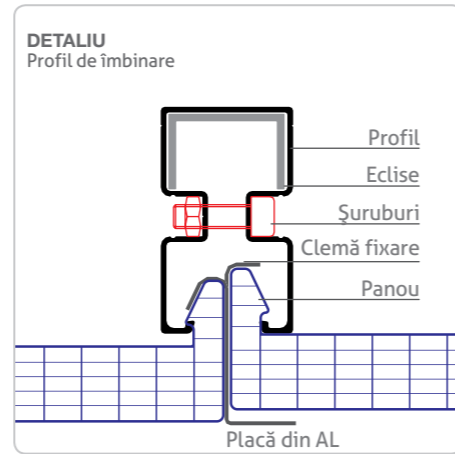 DETALIU
Profil de îmbinare
Profil
Eclise
Şuruburi
Clemă fixare
Panou
Placă din AL